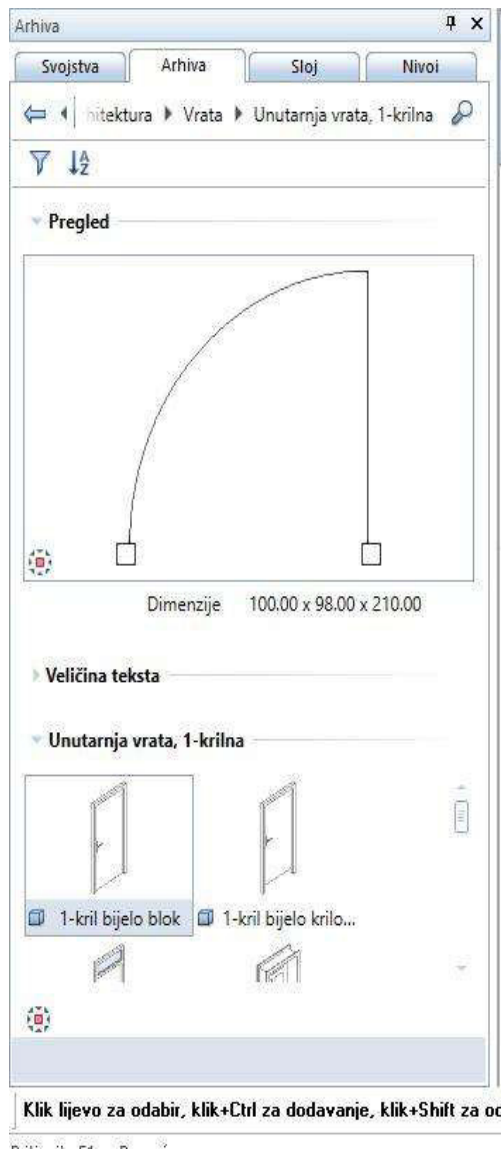 Arhiva
Svojstva Arhiva Sloj Nivoi
hitektura Vrata Unutarnja vrata, 1-krilna
A
Z
Pregled
Dimenzije 100.00 x 98.00 x 210.00
Veličina teksta
Unutarnja vrata, 1-krilna
1-kril bijelo blok 1-kril bijelo krilo...
Klik lijevo za odabir, klik+Ctrl za dodavanje, klik+Shift za od